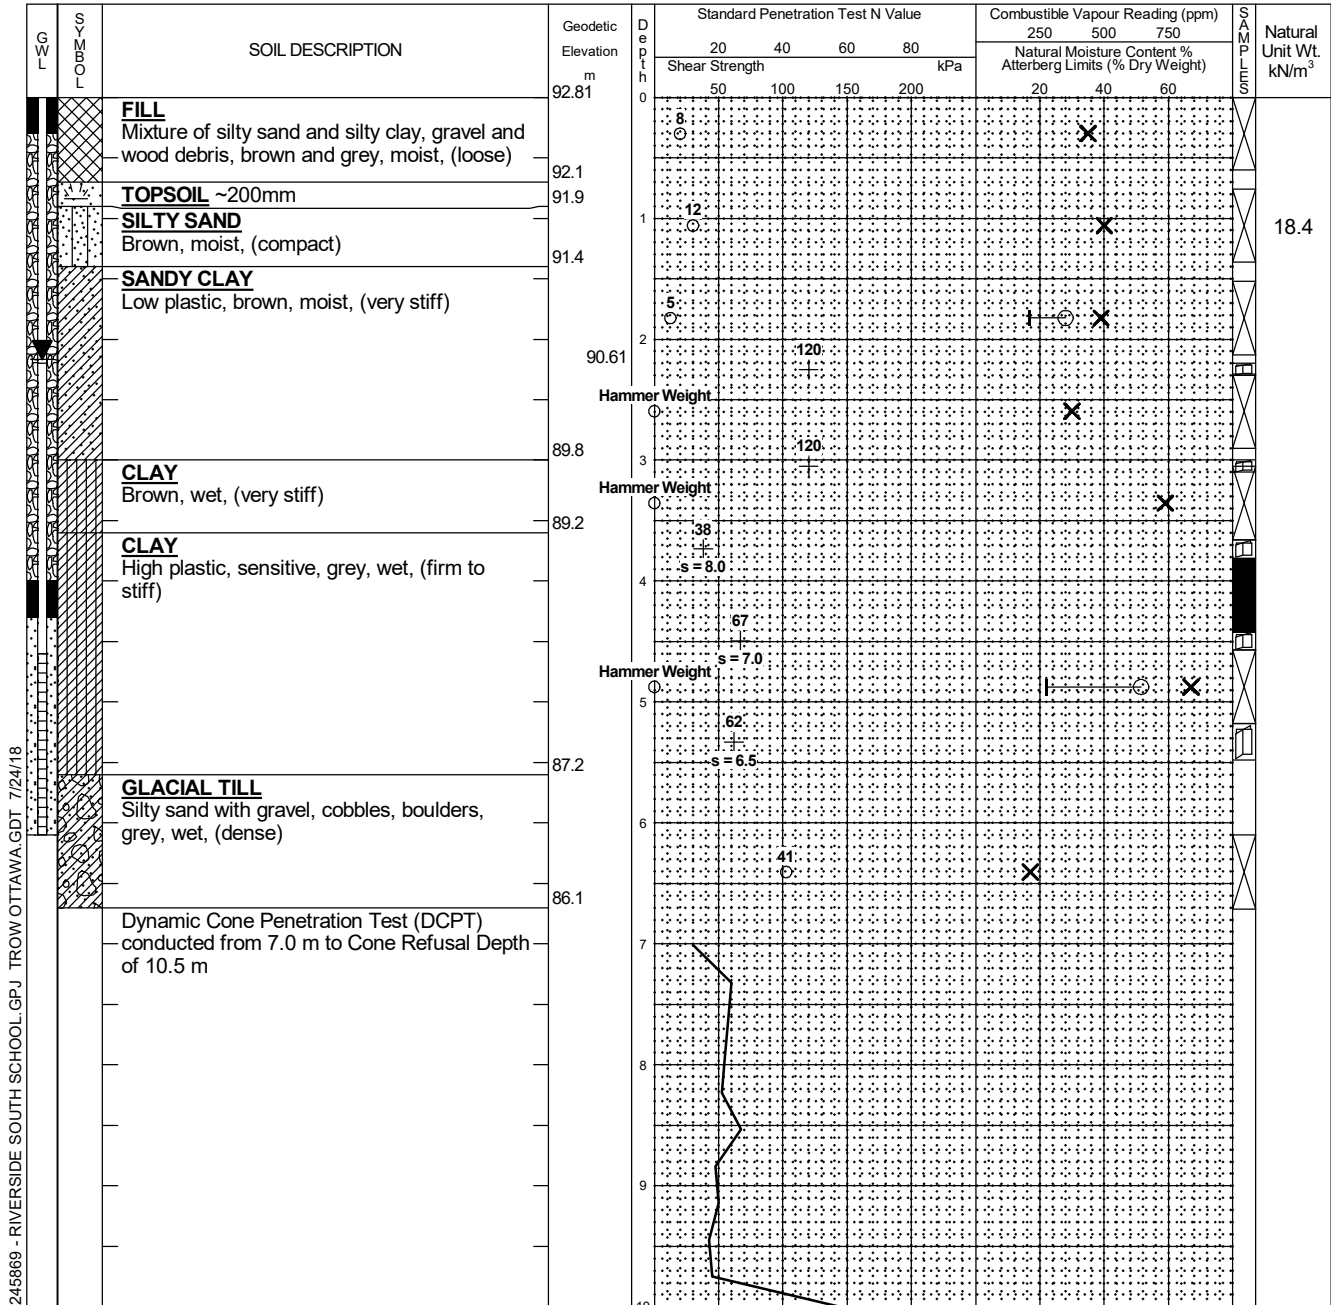 GWL
SYMBOL
SOIL DESCRIPTION
Geodetic
Elevation
m
92.81
Depth
Standard Penetration Test N Value
20 40 60 80
Shear Strength kPa
50 100 150 200
Combustible Vapour Reading (ppm)
250 500 750
Natural Moisture Content %
Atterberg Limits (% Dry Weight)
20 40 60
SAMPLES
Natural
Unit Wt.
kN/m³
0
FILL
Mixture of silty sand and silty clay, gravel and
wood debris, brown and grey, moist, (loose)
8
92.1
TOPSOIL ~200mm
91.9
SILTY SAND
Brown, moist, (compact)
12
1
18.4
91.4
SANDY CLAY
Low plastic, brown, moist, (very stiff)
5
2
90.61
120
Hammer Weight
89.8
120
3
CLAY
Brown, wet, (very stiff)
Hammer Weight
89.2
CLAY
High plastic, sensitive, grey, wet, (firm to
stiff)
38
s = 8.0
4
67
s = 7.0
Hammer Weight
5
62
s = 6.5
87.2
GLACIAL TILL
Silty sand with gravel, cobbles, boulders,
grey, wet, (dense)
6
41
86.1
Dynamic Cone Penetration Test (DCPT)
conducted from 7.0 m to Cone Refusal Depth
of 10.5 m
7
8
9
10
245869 - RIVERSIDE SOUTH SCHOOL.GPJ TROW OTTAWA.GDT 7/24/18